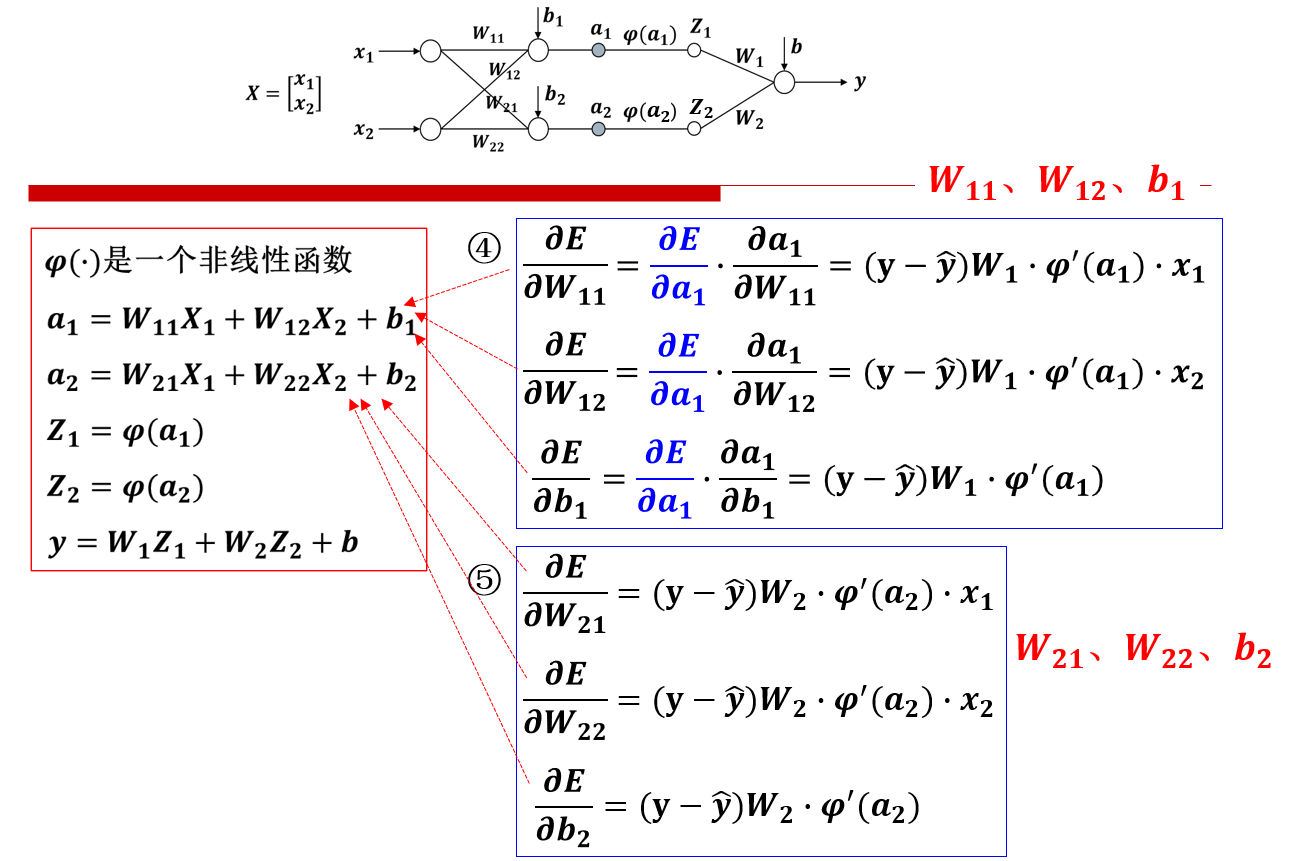 x₁ W₁₁ b₁ a₁ φ(a₁) Z₁ W₁ b
X = [x₁ x₂] W₁₂ y
W₂₁ b₂ a₂ φ(a₂) Z₂ W₂
x₂ W₂₂
W₁₁、W₁₂、b₁
φ(·)是一个非线性函数
a₁ = W₁₁X₁ + W₁₂X₂ + b₁
a₂ = W₂₁X₁ + W₂₂X₂ + b₂
Z₁ = φ(a₁)
Z₂ = φ(a₂)
y = W₁Z₁ + W₂Z₂ + b
④ ∂E/∂W₁₁ = ∂E/∂a₁ · ∂a₁/∂W₁₁ = (y − ŷ)W₁ · φ′(a₁) · x₁
∂E/∂W₁₂ = ∂E/∂a₁ · ∂a₁/∂W₁₂ = (y − ŷ)W₁ · φ′(a₁) · x₂
∂E/∂b₁ = ∂E/∂a₁ · ∂a₁/∂b₁ = (y − ŷ)W₁ · φ′(a₁)
⑤ ∂E/∂W₂₁ = (y − ŷ)W₂ · φ′(a₂) · x₁
∂E/∂W₂₂ = (y − ŷ)W₂ · φ′(a₂) · x₂
∂E/∂b₂ = (y − ŷ)W₂ · φ′(a₂)
W₂₁、W₂₂、b₂